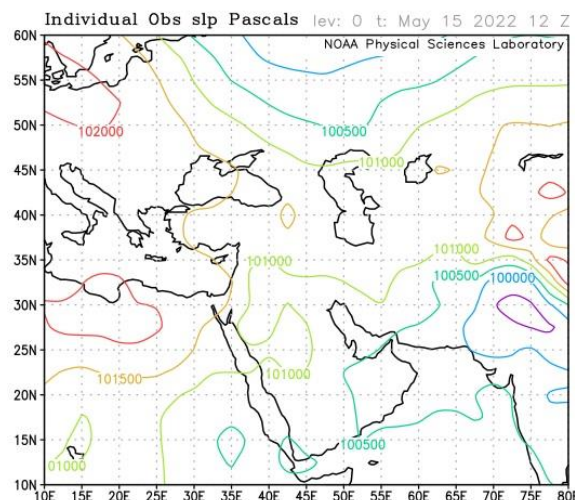 Individual Obs slp Pascals lev: 0 t: May 15 2022 12 Z
NOAA Physical Sciences Laboratory
60N
55N
50N
45N
40N
35N
30N
25N
20N
15N
10N
102000
100500
101000
101000
101000
100500
100000
101000
101500
100500
01000
10E 15E 20E 25E 30E 35E 40E 45E 50E 55E 60E 65E 70E 75E 80E